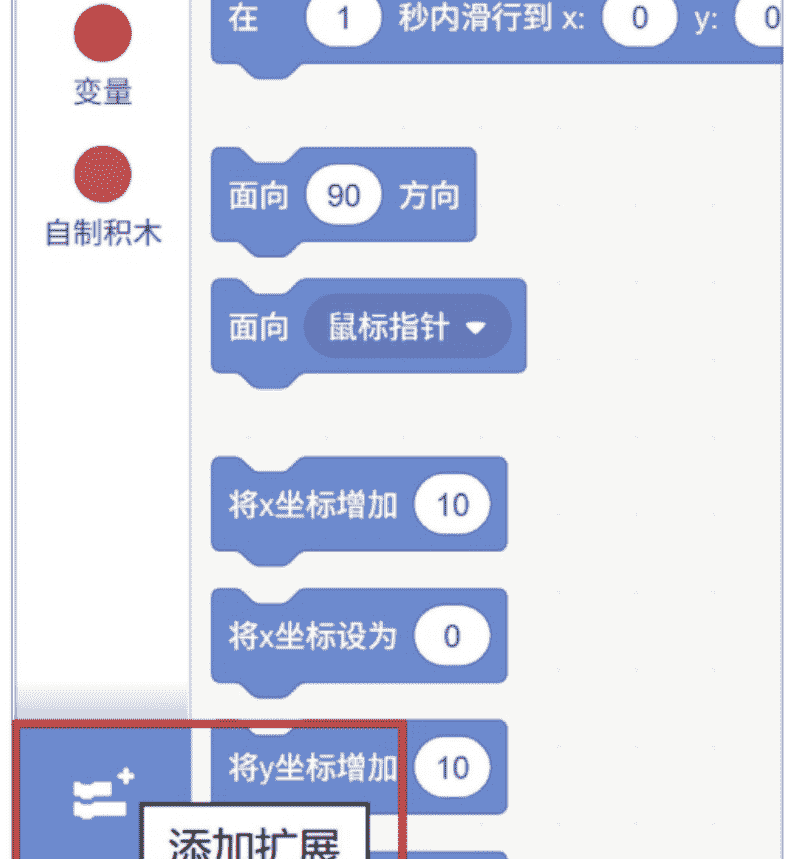 在 1 秒内滑行到 x: 0 y: 0
变量
面向 90 方向
自制积木
面向 鼠标指针
将x坐标增加 10
将x坐标设为 0
将y坐标增加 10
添加扩展